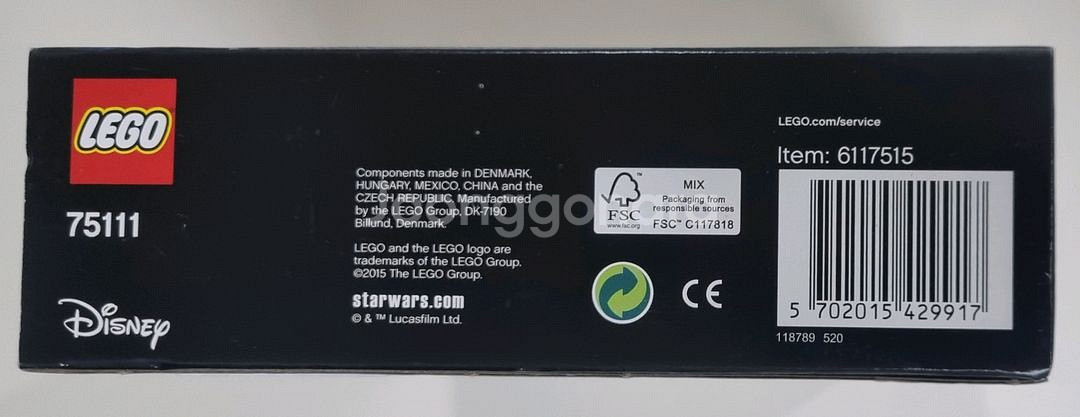 LEGO
75111
Disney
Components made in DENMARK,
HUNGARY, MEXICO, CHINA and the
CZECH REPUBLIC. Manufactured
by the LEGO Group, DK-7190
Billund, Denmark.
LEGO and the LEGO logo are
trademarks of the LEGO Group.
©2015 The LEGO Group.
starwars.com
© & ™ Lucasfilm Ltd.
FSC
www.fsc.org
MIX
Packaging from
responsible sources
FSC™ C117818
CE
LEGO.com/service
Item: 6117515
5 702015 429917
118789 520